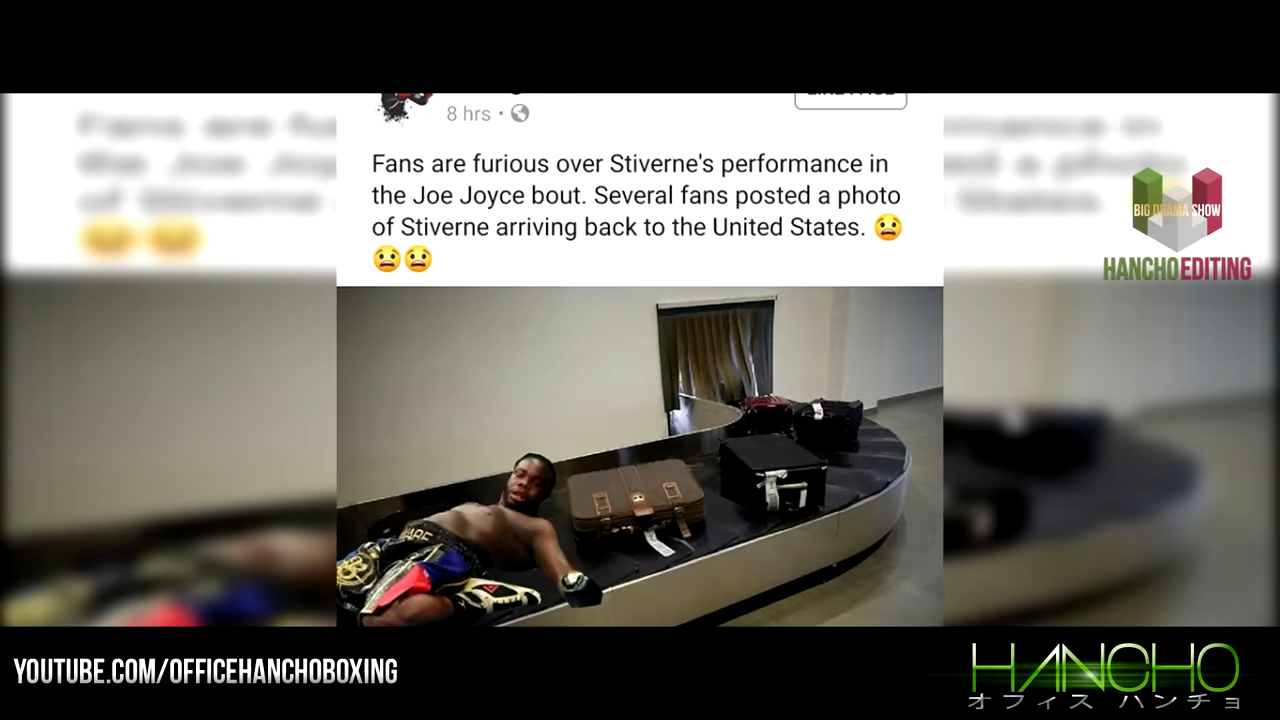 8 hrs •
Fans are furious over Stiverne's performance in
the Joe Joyce bout. Several fans posted a photo
of Stiverne arriving back to the United States. 😧
😧😧
BIG DRAMA SHOW
HANCHOEDITING
YOUTUBE.COM/OFFICEHANCHOBOXING
HANCHO
オフィス ハンチョ